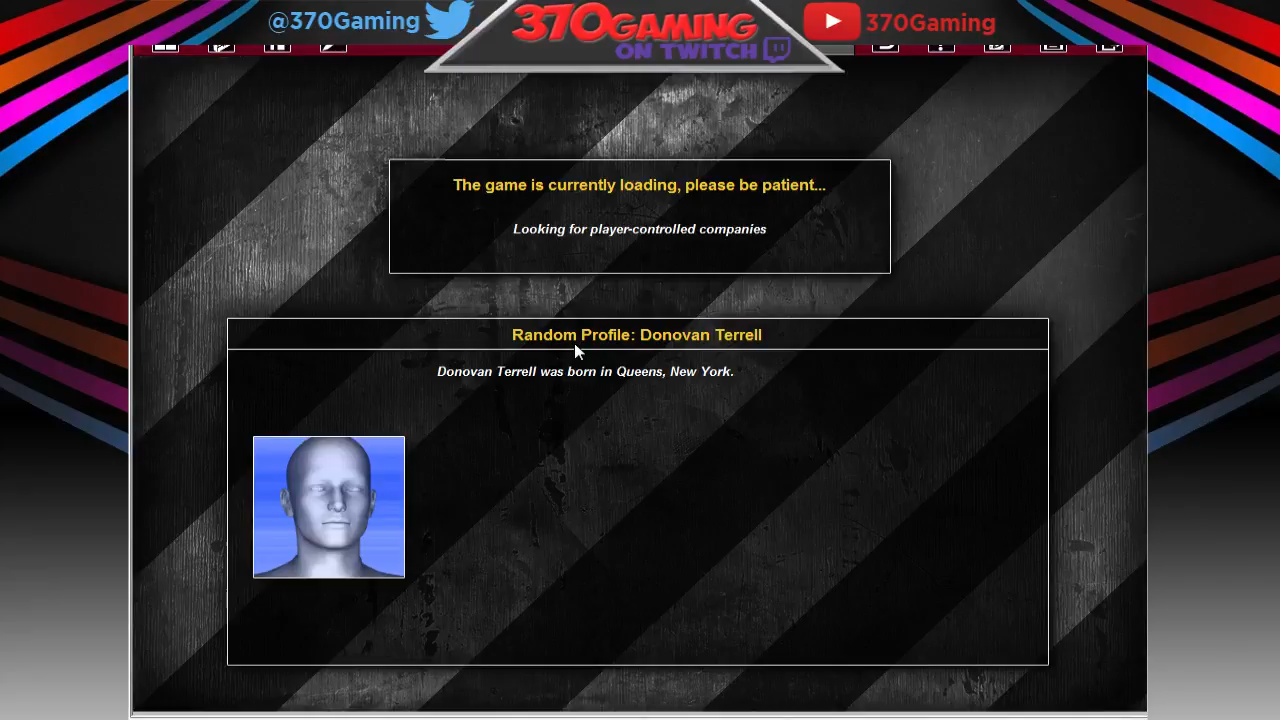 @370Gaming
370GAMING
ON TWITCH
370Gaming
The game is currently loading, please be patient...
Looking for player-controlled companies
Random Profile: Donovan Terrell
Donovan Terrell was born in Queens, New York.